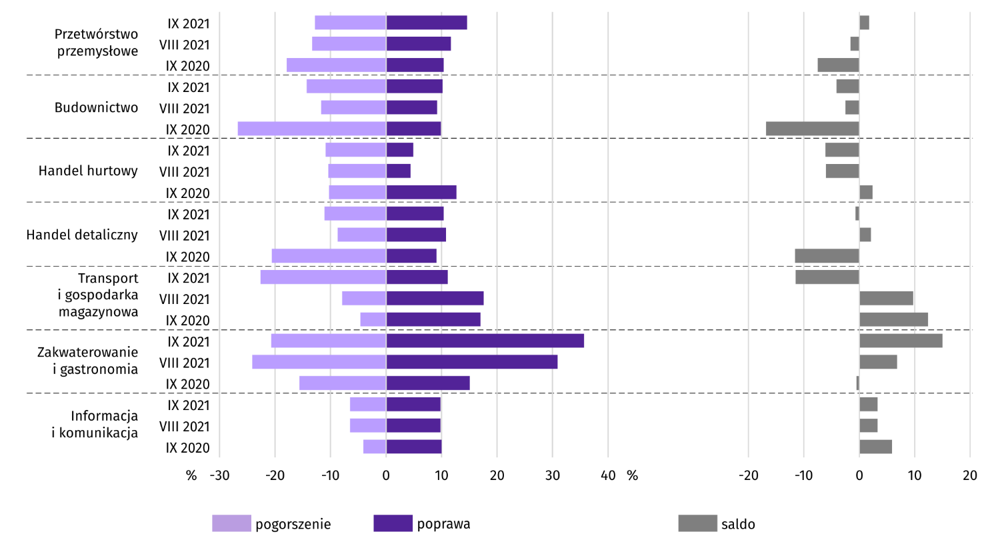 Przetwórstwo
przemysłowe
IX 2021
VIII 2021
IX 2020
Budownictwo
IX 2021
VIII 2021
IX 2020
Handel hurtowy
IX 2021
VIII 2021
IX 2020
Handel detaliczny
IX 2021
VIII 2021
IX 2020
Transport
i gospodarka
magazynowa
IX 2021
VIII 2021
IX 2020
Zakwaterowanie
i gastronomia
IX 2021
VIII 2021
IX 2020
Informacja
i komunikacja
IX 2021
VIII 2021
IX 2020
% -30 -20 -10 0 10 20 30 40 % -20 -10 0 10 20
pogorszenie poprawa saldo